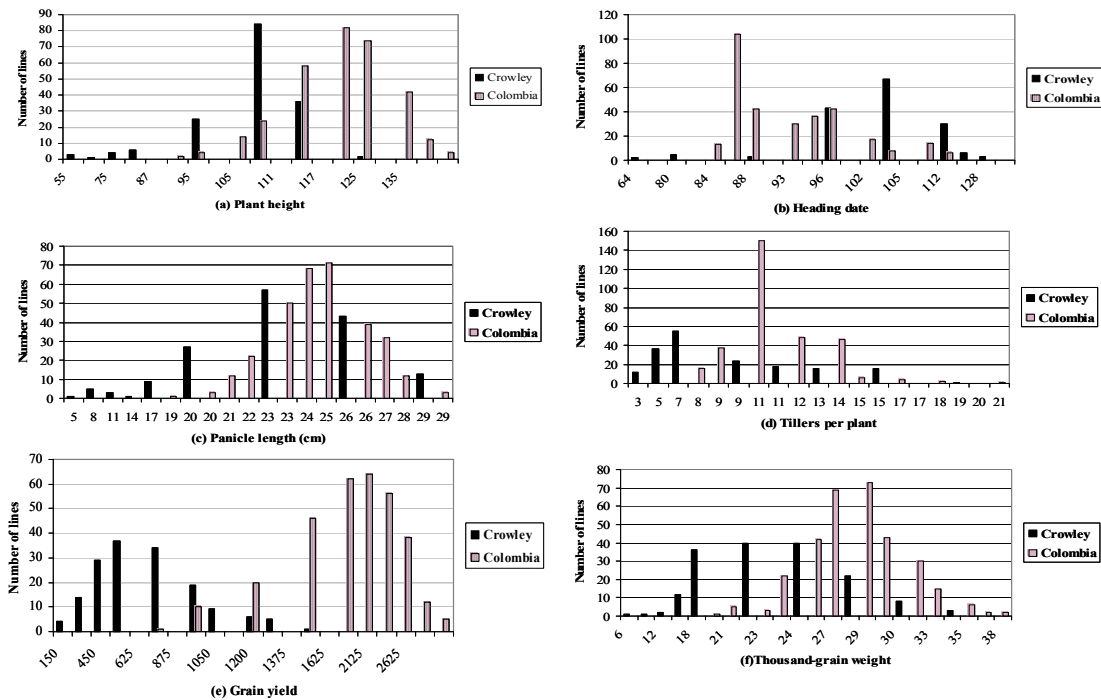 Number of lines
90
80
70
60
50
40
30
20
10
0
55 75 87 95 105 111 117 125 135
(a) Plant height
Crowley
Colombia
Number of lines
120
100
80
60
40
20
0
64 80 84 88 93 96 102 105 112 128
(b) Heading date
Crowley
Colombia
Number of lines
80
70
60
50
40
30
20
10
0
5 8 11 14 17 19 20 20 21 22 23 23 24 25 26 26 27 28 29 29
(c) Panicle length (cm)
Crowley
Colombia
Number of lines
160
140
120
100
80
60
40
20
0
3 5 7 8 9 9 11 11 12 13 14 15 15 17 17 18 19 20 21
(d) Tillers per plant
Crowley
Colombia
Number of lines
70
60
50
40
30
20
10
0
150 450 625 875 1050 1200 1375 1625 2125 2625
(e) Grain yield
Crowley
Colombia
Number of lines
80
70
60
50
40
30
20
10
0
6 12 18 21 23 24 27 29 30 33 35 38
(f)Thousand-grain weight
Crowley
Colombia